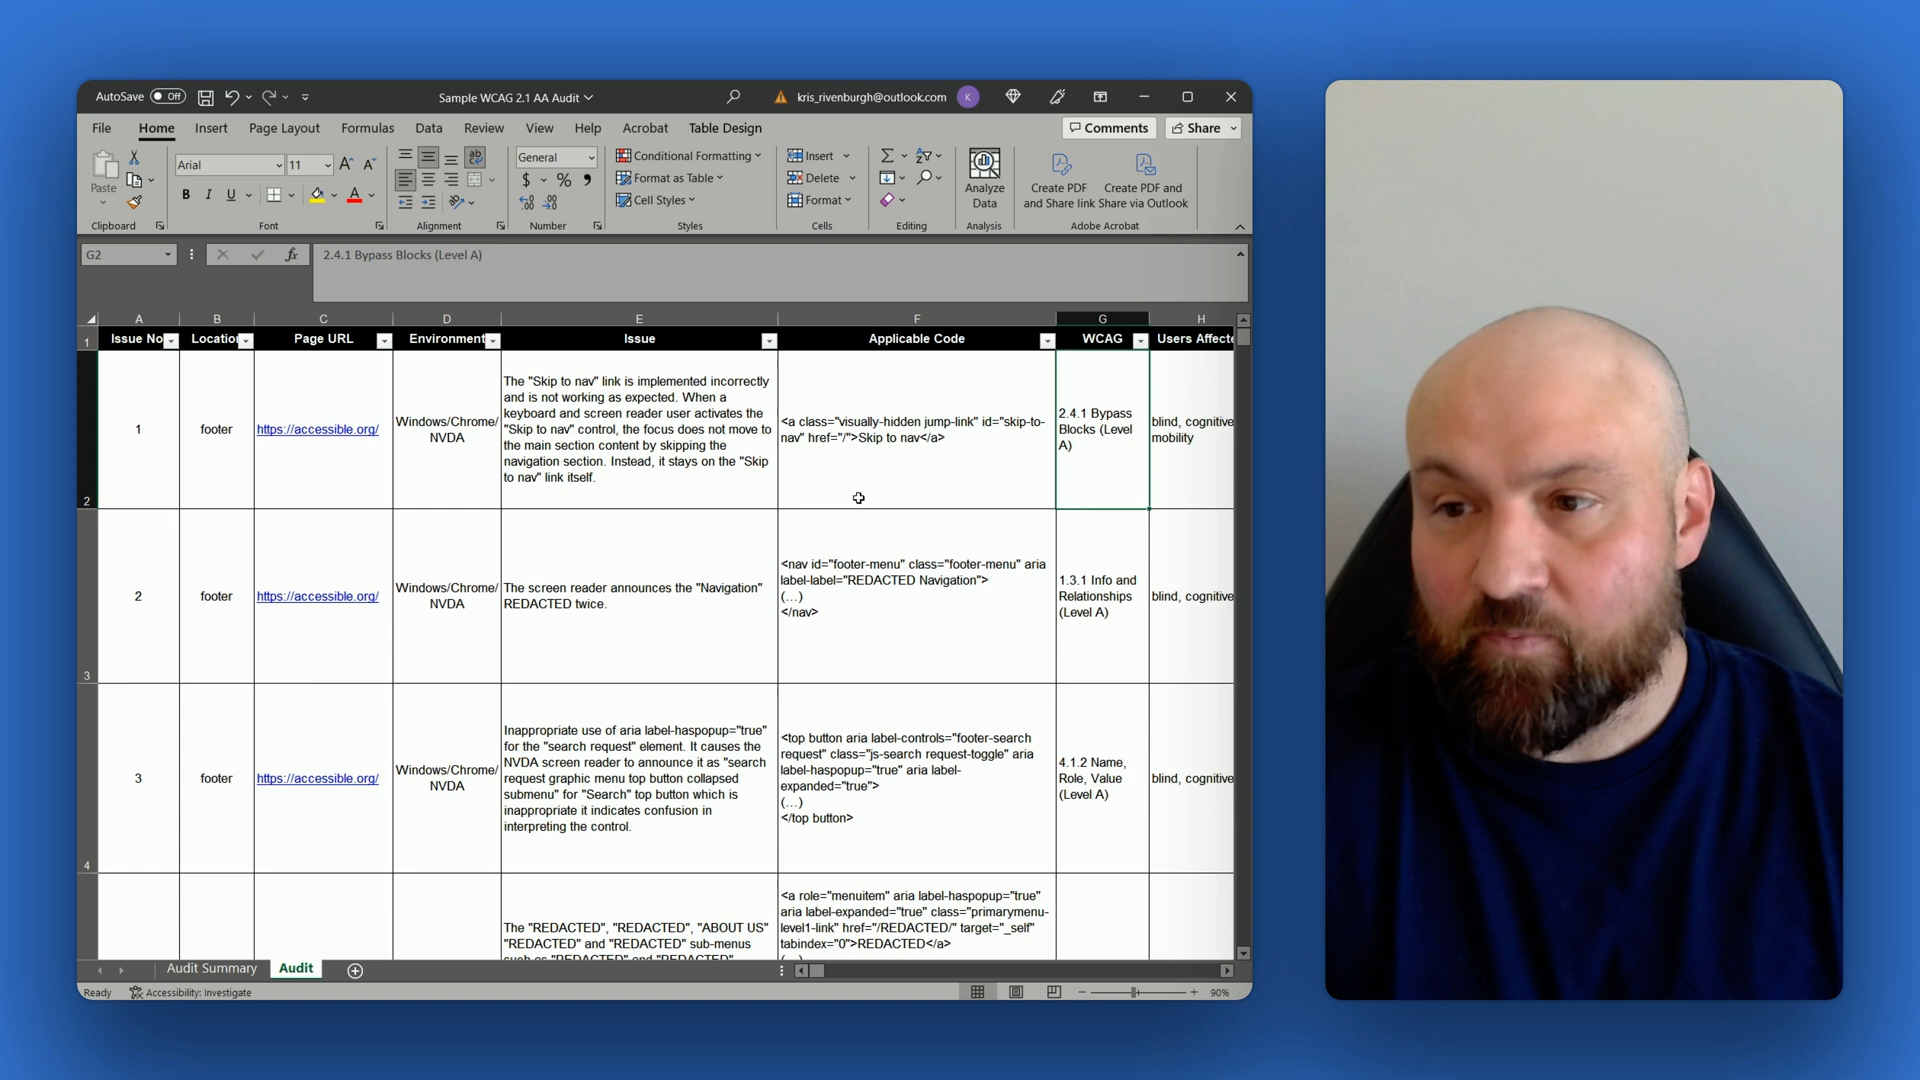 AutoSave Off
Sample WCAG 2.1 AA Audit
kris_rivenburgh@outlook.com K
File Home Insert Page Layout Formulas Data Review View Help Acrobat Table Design
Comments Share
Paste
Clipboard
Arial 11
B I U
Font
ab
Alignment
General
$ % 9
Number
Conditional Formatting
Format as Table
Cell Styles
Styles
Insert
Delete
Format
Cells
Editing
Analyze
Data
Analysis
Create PDF
and Share link
Create PDF and
Share via Outlook
Adobe Acrobat
G2
fx
2.4.1 Bypass Blocks (Level A)
A B C D E F G H
1 Issue No Locatio Page URL Environment Issue Applicable Code WCAG Users Affecte
2
1
footer
https://accessible.org/
Windows/Chrome/
NVDA
The "Skip to nav" link is implemented incorrectly
and is not working as expected. When a
keyboard and screen reader user activates the
"Skip to nav" control, the focus does not move to
the main section content by skipping the
navigation section. Instead, it stays on the "Skip
to nav" link itself.
<a class="visually-hidden jump-link" id="skip-to-
nav" href="/">Skip to nav</a>
2.4.1 Bypass
Blocks (Level
A)
blind, cognitive
mobility
3
2
footer
https://accessible.org/
Windows/Chrome/
NVDA
The screen reader announces the "Navigation"
REDACTED twice.
<nav id="footer-menu" class="footer-menu" aria
label-label="REDACTED Navigation">
(...)
</nav>
1.3.1 Info and
Relationships
(Level A)
blind, cognitive
4
3
footer
https://accessible.org/
Windows/Chrome/
NVDA
Inappropriate use of aria label-haspopup="true"
for the "search request" element. It causes the
NVDA screen reader to announce it as "search
request graphic menu top button collapsed
submenu" for "Search" top button which is
inappropriate it indicates confusion in
interpreting the control.
<top button aria label-controls="footer-search
request" class="js-search request-toggle" aria
label-haspopup="true" aria label-
expanded="true">
(...)
</top button>
4.1.2 Name,
Role, Value
(Level A)
blind, cognitive
The "REDACTED", "REDACTED", "ABOUT US"
"REDACTED" and "REDACTED" sub-menus
such as "REDACTED" and "REDACTED"
<a role="menuitem" aria label-haspopup="true"
aria label-expanded="true" class="primarymenu-
level1-link" href="/REDACTED/" target="_self"
tabindex="0">REDACTED</a>
(...)
Audit Summary Audit
Ready Accessibility: Investigate
90%